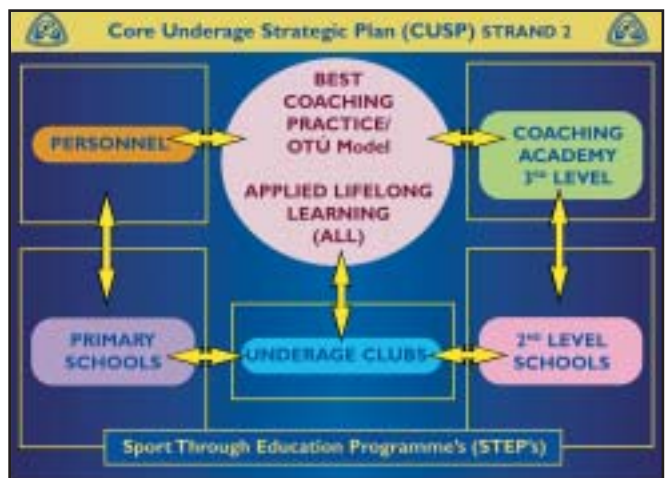 Core Underage Strategic Plan (CUSP) STRAND 2
BEST
COACHING
PRACTICE/
OTÚ Model
APPLIED LIFELONG
LEARNING
(ALL)
PERSONNEL
COACHING
ACADEMY
3RD LEVEL
PRIMARY
SCHOOLS
UNDERAGE CLUBS
2ND LEVEL
SCHOOLS
Sport Through Education Programme's (STEP's)